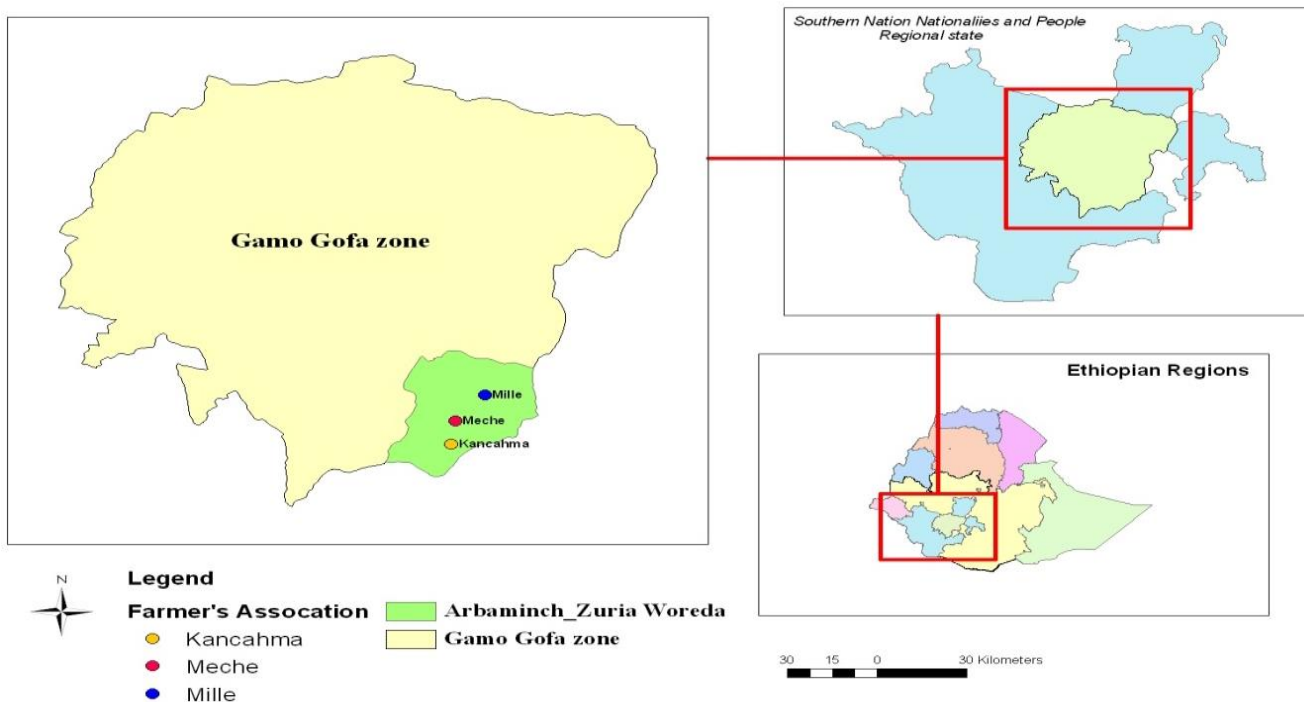 Gamo Gofa zone
Mille
Meche
Kancahma
Southern Nation Nationaliies and People
Regional state
Ethiopian Regions
N
Legend
Farmer's Assocation
Kancahma
Meche
Mille
Arbaminch_Zuria Woreda
Gamo Gofa zone
30 15 0 30 Kilometers